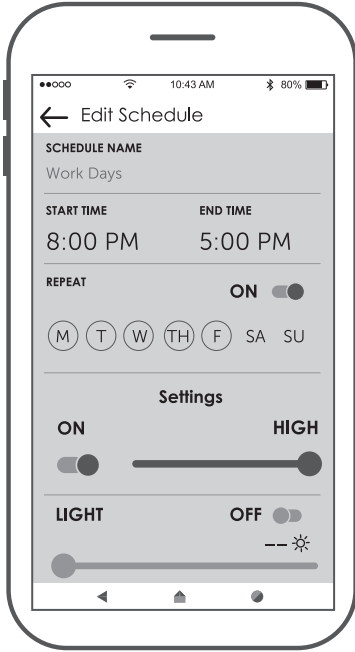 10:43 AM 80%
Edit Schedule
SCHEDULE NAME
Work Days
START TIME END TIME
8:00 PM 5:00 PM
REPEAT ON
M T W TH F SA SU
Settings
ON HIGH
LIGHT OFF
--